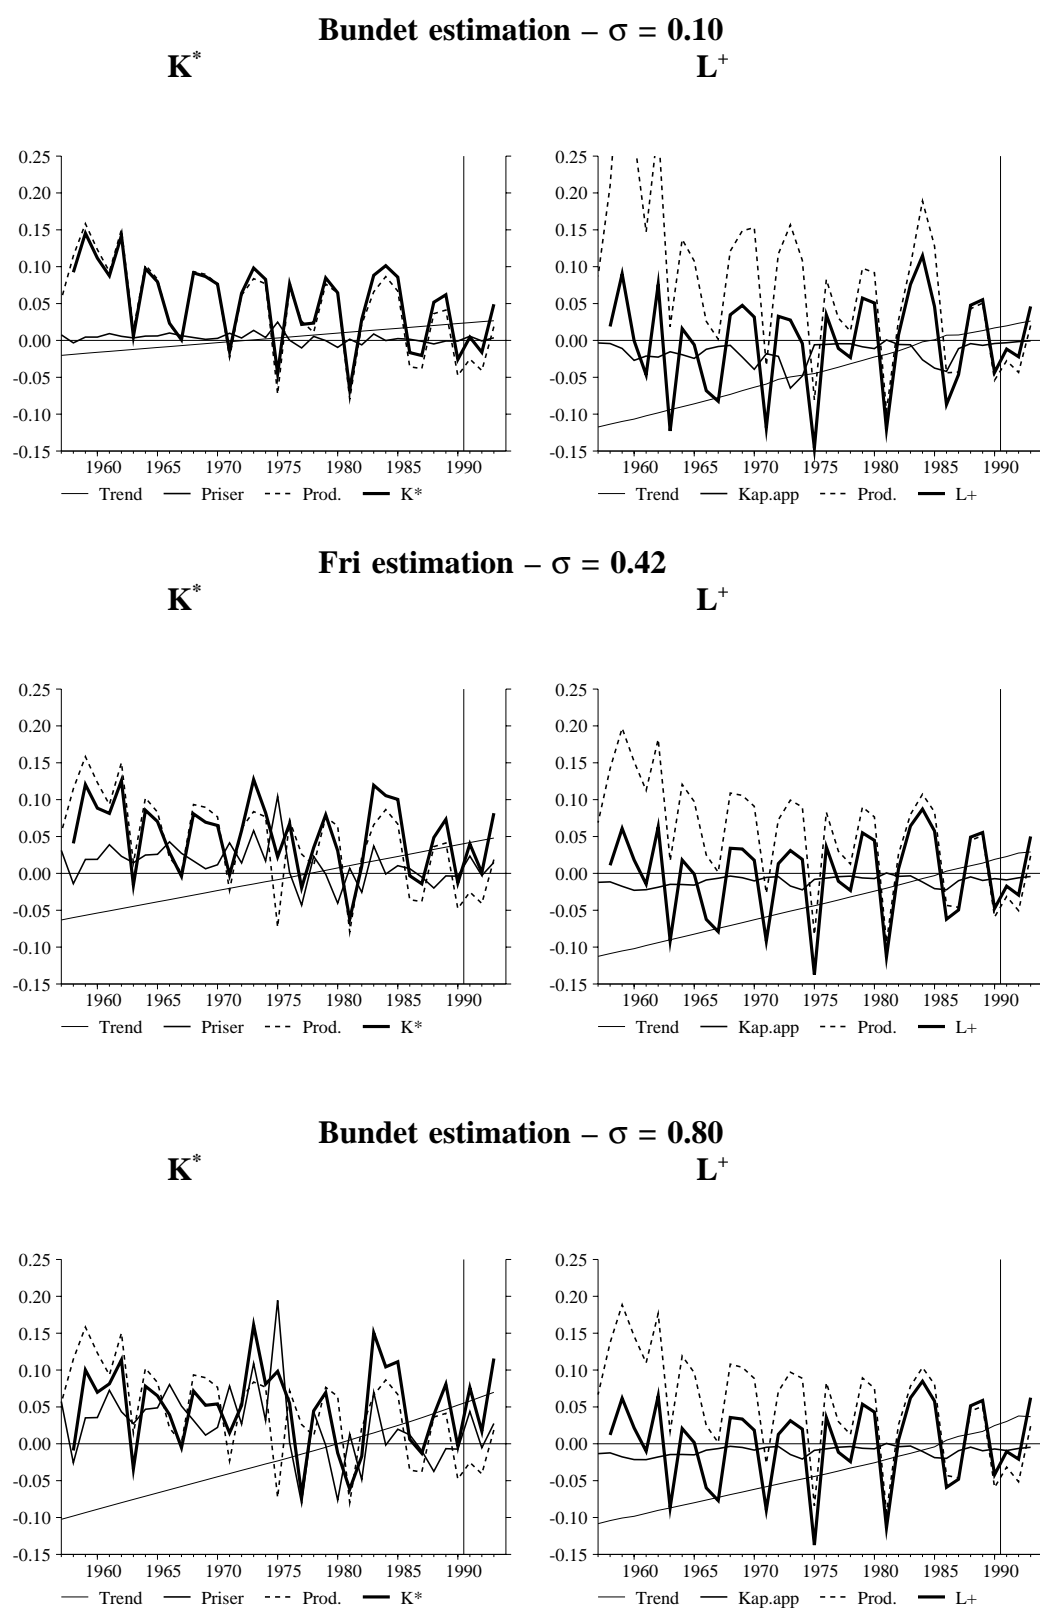 Bundet estimation – σ = 0.10
K* L+
0.25 0.25
0.20 0.20
0.15 0.15
0.10 0.10
0.05 0.05
0.00 0.00
-0.05 -0.05
-0.10 -0.10
-0.15 -0.15
1960 1965 1970 1975 1980 1985 1990 1960 1965 1970 1975 1980 1985 1990
Trend Priser Prod. K* Trend Kap.app Prod. L+
Fri estimation – σ = 0.42
K* L+
0.25 0.25
0.20 0.20
0.15 0.15
0.10 0.10
0.05 0.05
0.00 0.00
-0.05 -0.05
-0.10 -0.10
-0.15 -0.15
1960 1965 1970 1975 1980 1985 1990 1960 1965 1970 1975 1980 1985 1990
Trend Priser Prod. K* Trend Kap.app Prod. L+
Bundet estimation – σ = 0.80
K* L+
0.25 0.25
0.20 0.20
0.15 0.15
0.10 0.10
0.05 0.05
0.00 0.00
-0.05 -0.05
-0.10 -0.10
-0.15 -0.15
1960 1965 1970 1975 1980 1985 1990 1960 1965 1970 1975 1980 1985 1990
Trend Priser Prod. K* Trend Kap.app Prod. L+